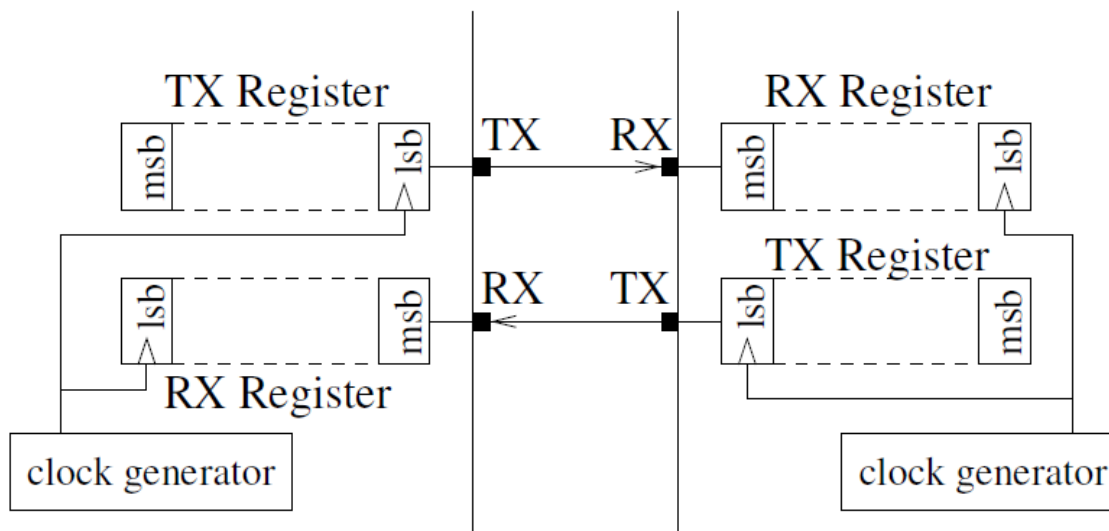 TX Register
RX Register
msb
lsb
TX
RX
msb
lsb
TX Register
lsb
msb
RX
TX
lsb
msb
RX Register
clock generator
clock generator